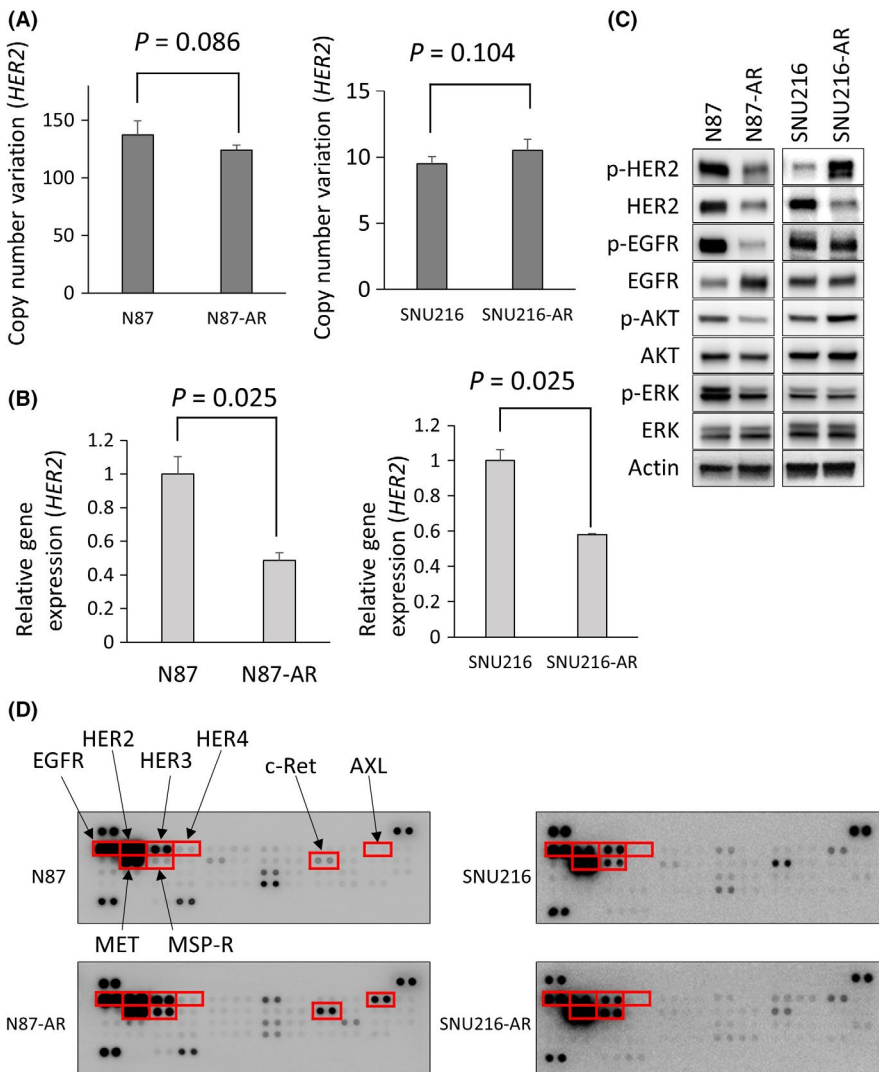 (A)
P = 0.086
Copy number variation (HER2)
150
100
50
0
N87
N87-AR
P = 0.104
Copy number variation (HER2)
15
10
5
0
SNU216
SNU216-AR
(B)
P = 0.025
Relative gene
expression (HER2)
1.2
1
0.8
0.6
0.4
0.2
0
N87
N87-AR
P = 0.025
Relative gene
expression (HER2)
1.2
1
0.8
0.6
0.4
0.2
0
SNU216
SNU216-AR
(C)
N87
N87-AR
SNU216
SNU216-AR
p-HER2
HER2
p-EGFR
EGFR
p-AKT
AKT
p-ERK
ERK
Actin
(D)
EGFR
HER2
HER3
HER4
c-Ret
AXL
N87
MET
MSP-R
SNU216
N87-AR
SNU216-AR